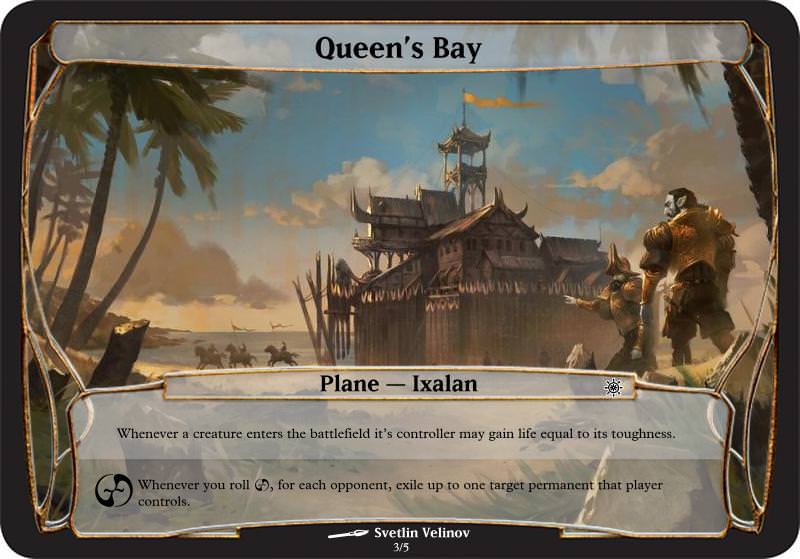 Queen's Bay
Plane — Ixalan
Whenever a creature enters the battlefield it's controller may gain life equal to its toughness.
Whenever you roll , for each opponent, exile up to one target permanent that player
controls.
Svetlin Velinov
3/5